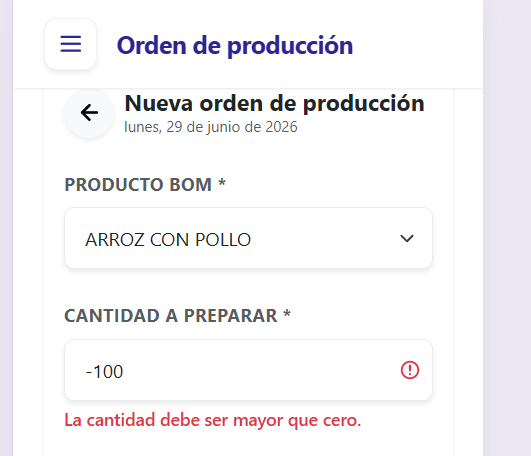 Orden de producción
Nueva orden de producción
lunes, 29 de junio de 2026
PRODUCTO BOM *
ARROZ CON POLLO
CANTIDAD A PREPARAR *
-100
La cantidad debe ser mayor que cero.